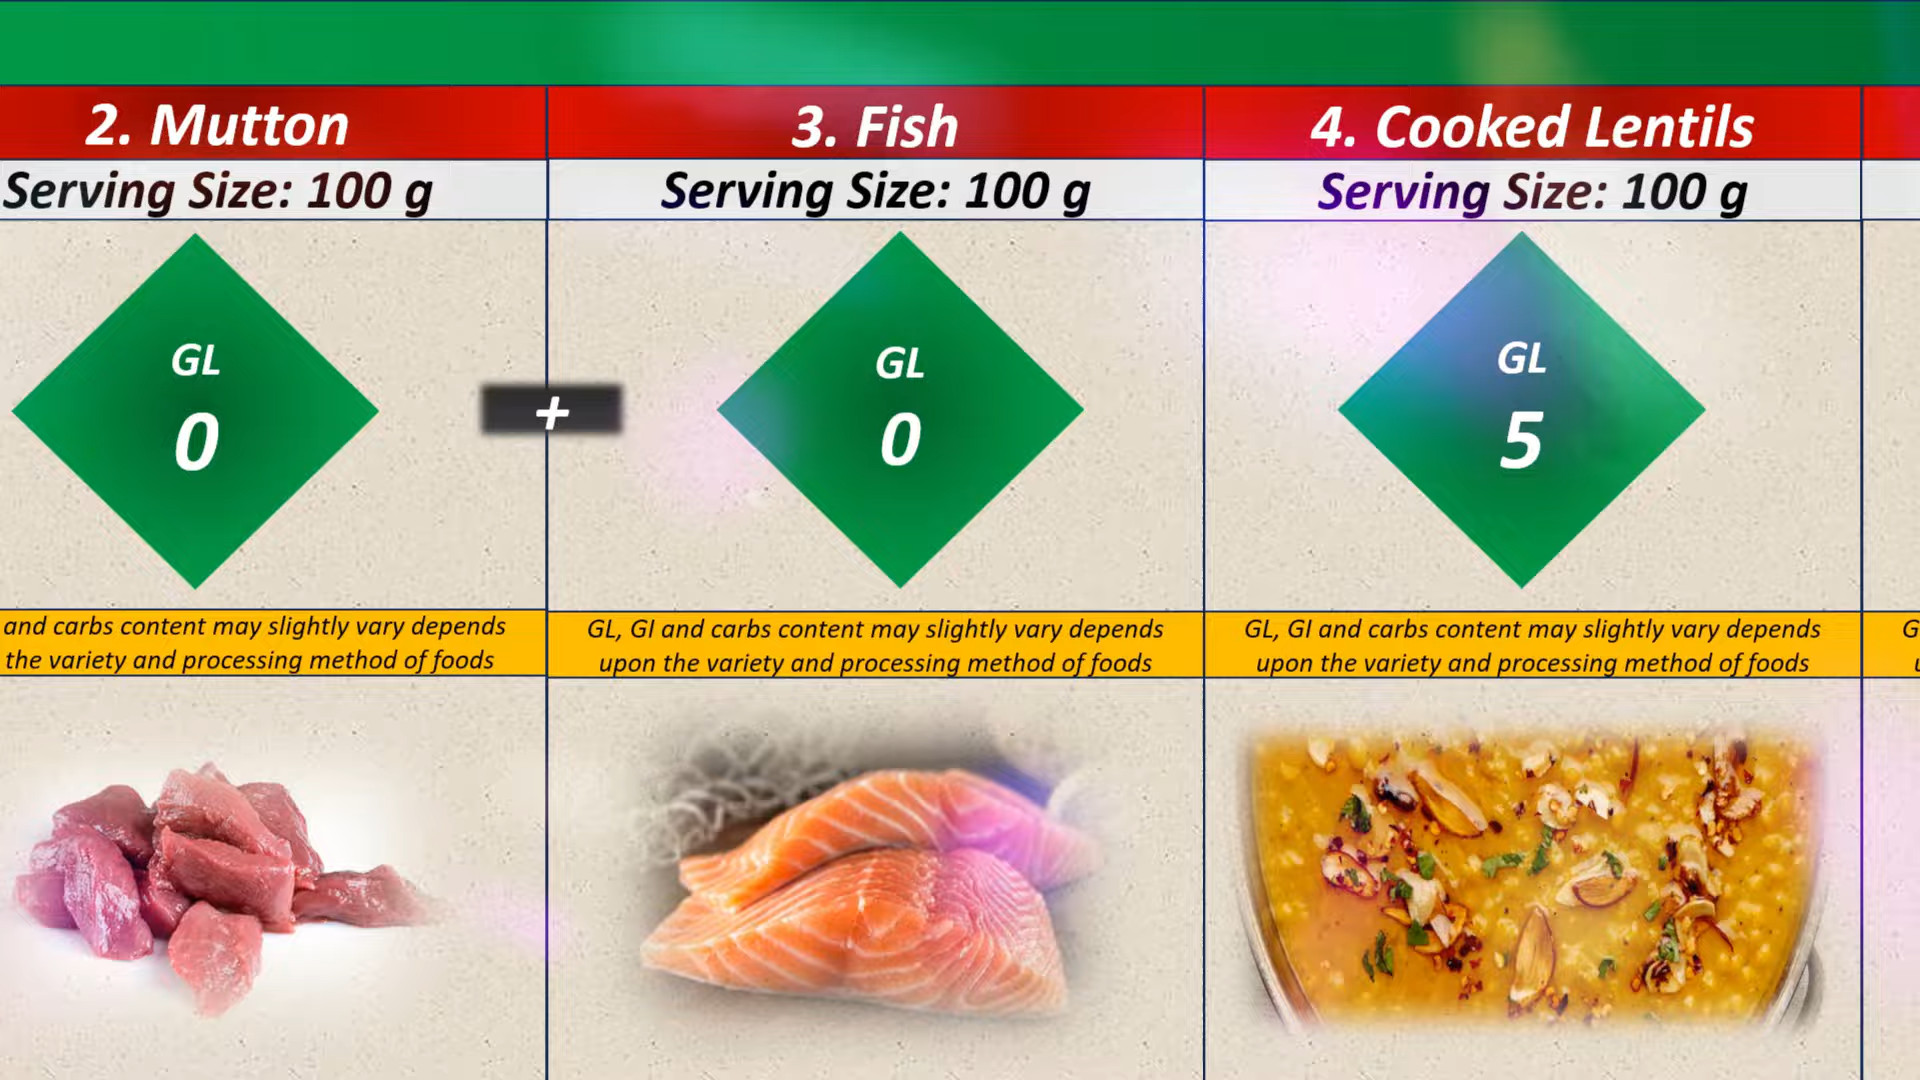 2. Mutton
Serving Size: 100 g
GL
0
and carbs content may slightly vary depends
the variety and processing method of foods
+
3. Fish
Serving Size: 100 g
GL
0
GL, GI and carbs content may slightly vary depends
upon the variety and processing method of foods
4. Cooked Lentils
Serving Size: 100 g
GL
5
GL, GI and carbs content may slightly vary depends
upon the variety and processing method of foods
G